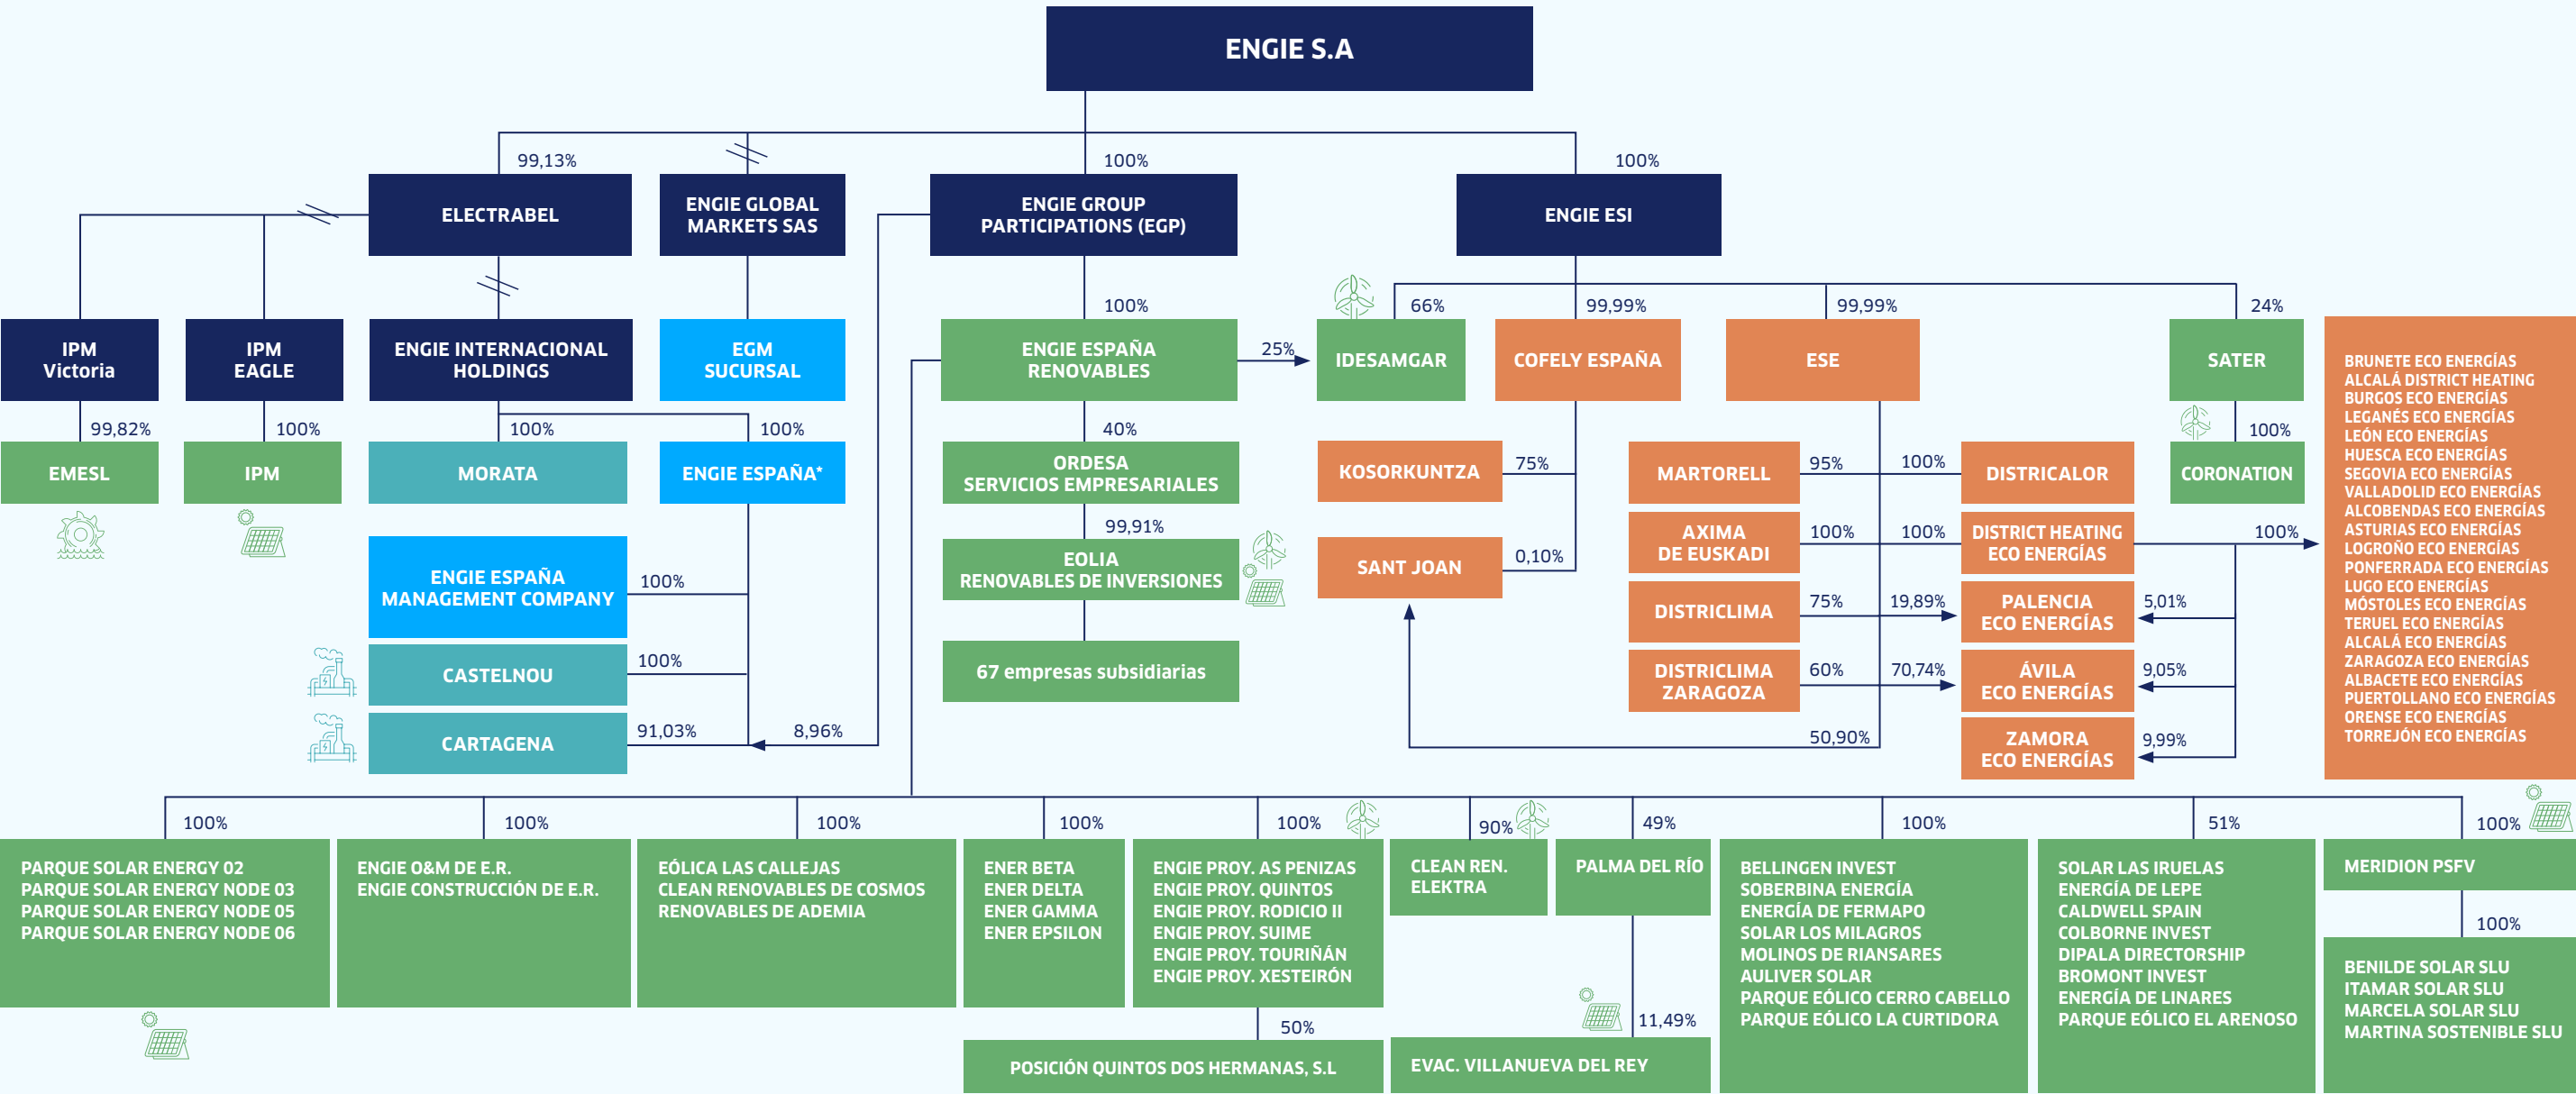 ENGIE S.A
99,13%
100%
100%
ELECTRABEL
ENGIE GLOBAL
MARKETS SAS
ENGIE GROUP
PARTICIPATIONS (EGP)
ENGIE ESI
100%
66%
99,99%
99,99%
24%
IPM
Victoria
IPM
EAGLE
ENGIE INTERNACIONAL
HOLDINGS
EGM
SUCURSAL
ENGIE ESPAÑA
RENOVABLES
25%
IDESAMGAR
COFELY ESPAÑA
ESE
SATER
99,82%
100%
100%
100%
40%
100%
EMESL
IPM
MORATA
ENGIE ESPAÑA*
ORDESA
SERVICIOS EMPRESARIALES
KOSORKUNTZA
75%
MARTORELL
95%
100%
DISTRICALOR
CORONATION
99,91%
ENGIE ESPAÑA
MANAGEMENT COMPANY
100%
EOLIA
RENOVABLES DE INVERSIONES
SANT JOAN
0,10%
AXIMA
DE EUSKADI
100%
100%
DISTRICT HEATING
ECO ENERGÍAS
100%
DISTRICLIMA
75%
19,89%
PALENCIA
ECO ENERGÍAS
5,01%
CASTELNOU
100%
67 empresas subsidiarias
DISTRICLIMA
ZARAGOZA
60%
70,74%
ÁVILA
ECO ENERGÍAS
9,05%
CARTAGENA
91,03%
8,96%
50,90%
ZAMORA
ECO ENERGÍAS
9,99%
BRUNETE ECO ENERGÍAS
ALCALÁ DISTRICT HEATING
BURGOS ECO ENERGÍAS
LEGANÉS ECO ENERGÍAS
LEÓN ECO ENERGÍAS
HUESCA ECO ENERGÍAS
SEGOVIA ECO ENERGÍAS
VALLADOLID ECO ENERGÍAS
ALCOBENDAS ECO ENERGÍAS
ASTURIAS ECO ENERGÍAS
LOGROÑO ECO ENERGÍAS
PONFERRADA ECO ENERGÍAS
LUGO ECO ENERGÍAS
MÓSTOLES ECO ENERGÍAS
TERUEL ECO ENERGÍAS
ALCALÁ ECO ENERGÍAS
ZARAGOZA ECO ENERGÍAS
ALBACETE ECO ENERGÍAS
PUERTOLLANO ECO ENERGÍAS
ORENSE ECO ENERGÍAS
TORREJÓN ECO ENERGÍAS
100%
PARQUE SOLAR ENERGY 02
PARQUE SOLAR ENERGY NODE 03
PARQUE SOLAR ENERGY NODE 05
PARQUE SOLAR ENERGY NODE 06
100%
ENGIE O&M DE E.R.
ENGIE CONSTRUCCIÓN DE E.R.
100%
EÓLICA LAS CALLEJAS
CLEAN RENOVABLES DE COSMOS
RENOVABLES DE ADEMIA
100%
ENER BETA
ENER DELTA
ENER GAMMA
ENER EPSILON
100%
ENGIE PROY. AS PENIZAS
ENGIE PROY. QUINTOS
ENGIE PROY. RODICIO II
ENGIE PROY. SUIME
ENGIE PROY. TOURIÑÁN
ENGIE PROY. XESTEIRÓN
50%
POSICIÓN QUINTOS DOS HERMANAS, S.L
90%
CLEAN REN.
ELEKTRA
49%
PALMA DEL RÍO
11,49%
EVAC. VILLANUEVA DEL REY
100%
BELLINGEN INVEST
SOBERBINA ENERGÍA
ENERGÍA DE FERMAPO
SOLAR LOS MILAGROS
MOLINOS DE RIANSARES
AULIVER SOLAR
PARQUE EÓLICO CERRO CABELLO
PARQUE EÓLICO LA CURTIDORA
51%
SOLAR LAS IRUELAS
ENERGÍA DE LEPE
CALDWELL SPAIN
COLBORNE INVEST
DIPALA DIRECTORSHIP
BROMONT INVEST
ENERGÍA DE LINARES
PARQUE EÓLICO EL ARENOSO
100%
MERIDION PSFV
100%
BENILDE SOLAR SLU
ITAMAR SOLAR SLU
MARCELA SOLAR SLU
MARTINA SOSTENIBLE SLU